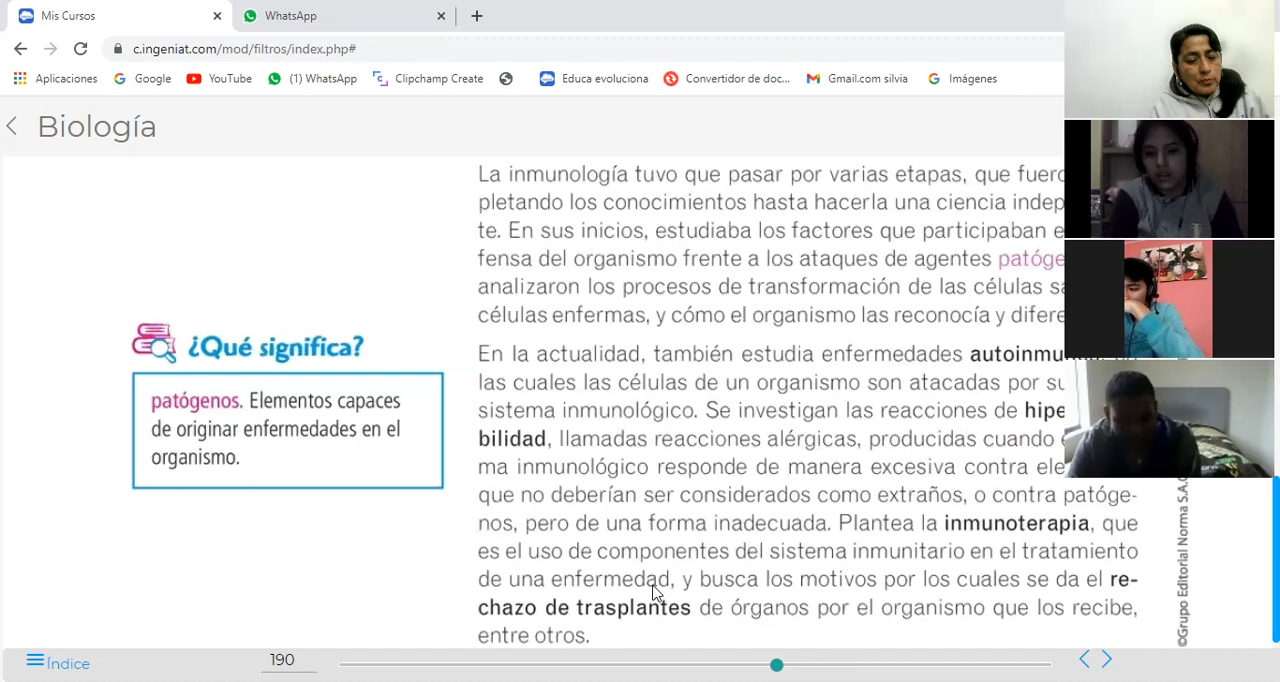 Mis Cursos
WhatsApp
c.ingeniat.com/mod/filtros/index.php#
Aplicaciones
Google
YouTube
(1) WhatsApp
Clipchamp Create
Educa evoluciona
Convertidor de doc...
Gmail.com silvia
Imágenes
Biología
La inmunología tuvo que pasar por varias etapas, que
pletando los conocimientos hasta hacerla una ciencia
te. En sus inicios, estudiaba los factores que participaban
fensa del organismo frente a los ataques de agentes
analizaron los procesos de transformación de las células
células enfermas, y cómo el organismo las reconocía y
¿Qué significa?
patógenos. Elementos capaces
de originar enfermedades en el
organismo.
En la actualidad, también estudia enfermedades
las cuales las células de un organismo son atacadas por
sistema inmunológico. Se investigan las reacciones de
bilidad, llamadas reacciones alérgicas, producidas cuando
ma inmunológico responde de manera excesiva contra
que no deberían ser considerados como extraños, o contra patóge-
nos, pero de una forma inadecuada. Plantea la inmunoterapia, que
es el uso de componentes del sistema inmunitario en el tratamiento
de una enfermedad, y busca los motivos por los cuales se da el re-
chazo de trasplantes de órganos por el organismo que los recibe,
entre otros.
©Grupo Editorial Norma S.A.C.
Índice
190